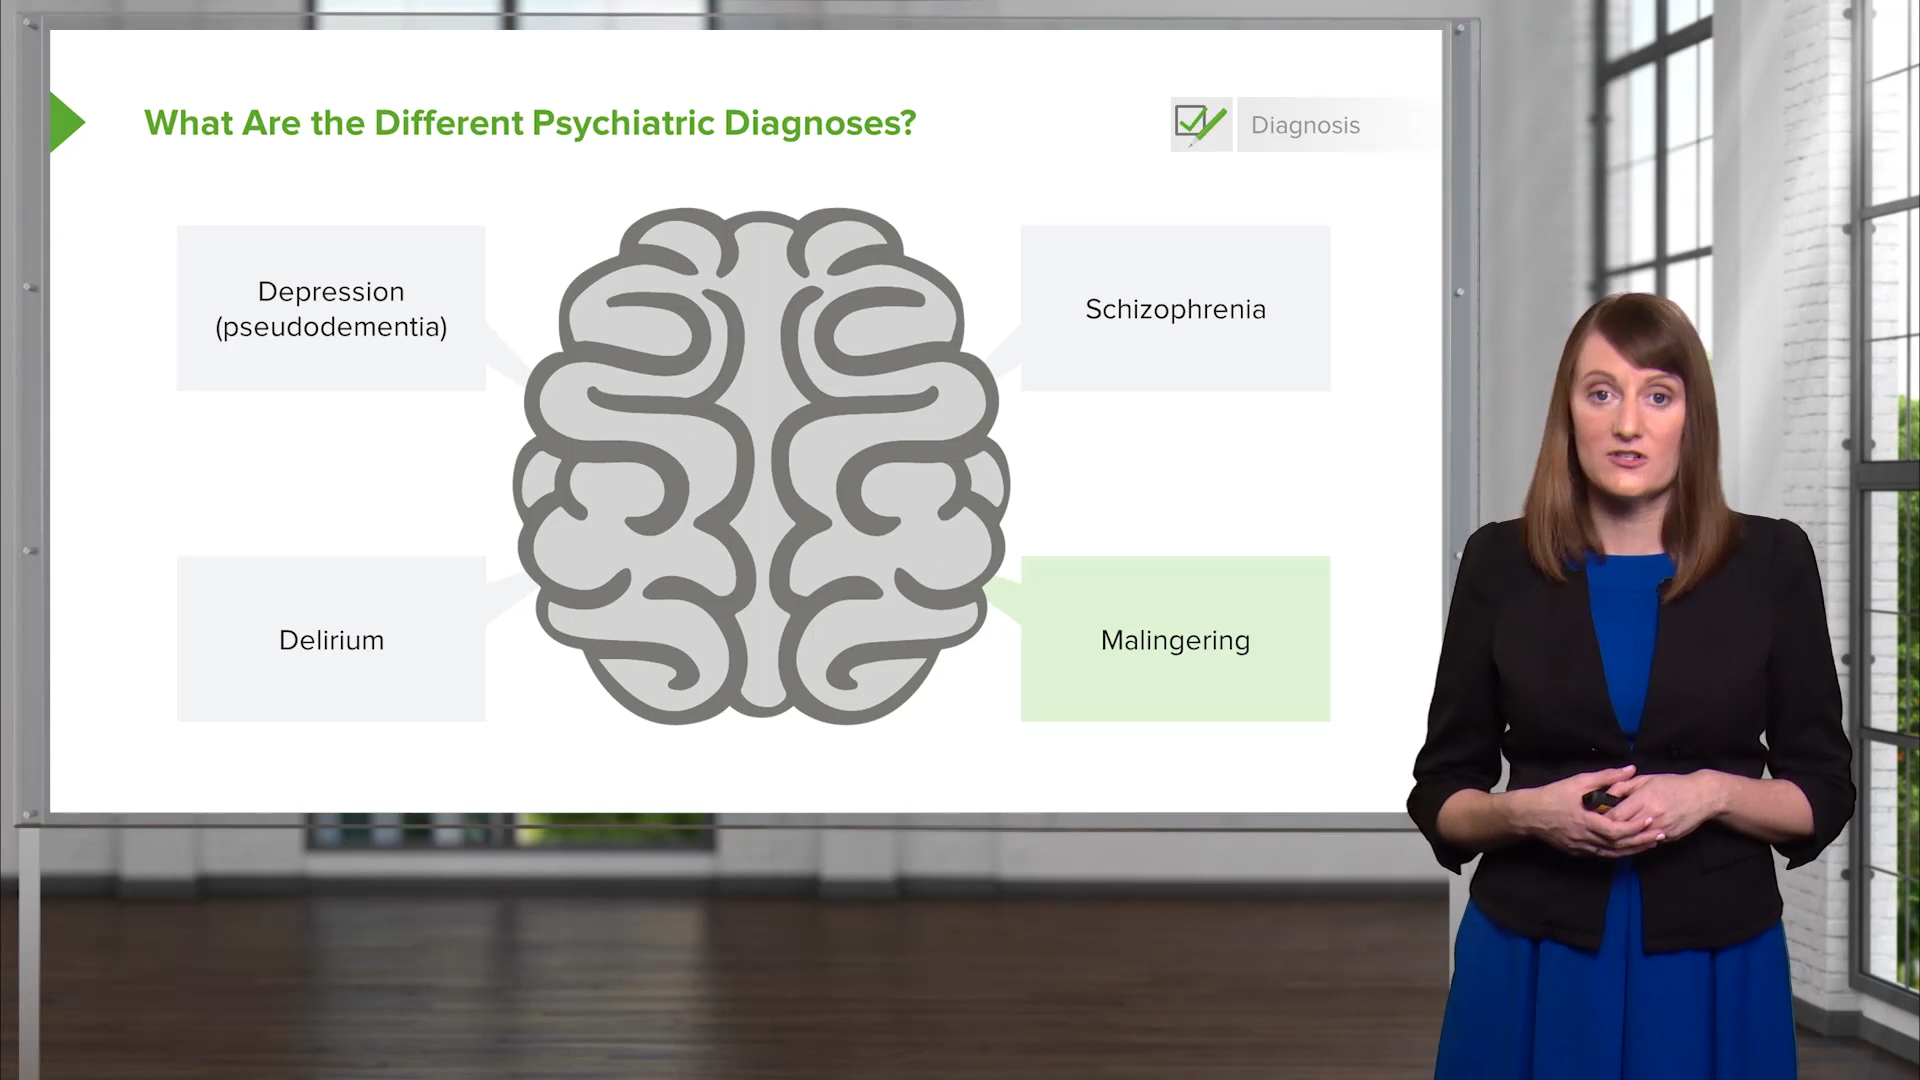 What Are the Different Psychiatric Diagnoses?
Diagnosis
Depression
(pseudodementia)
Schizophrenia
Delirium
Malingering